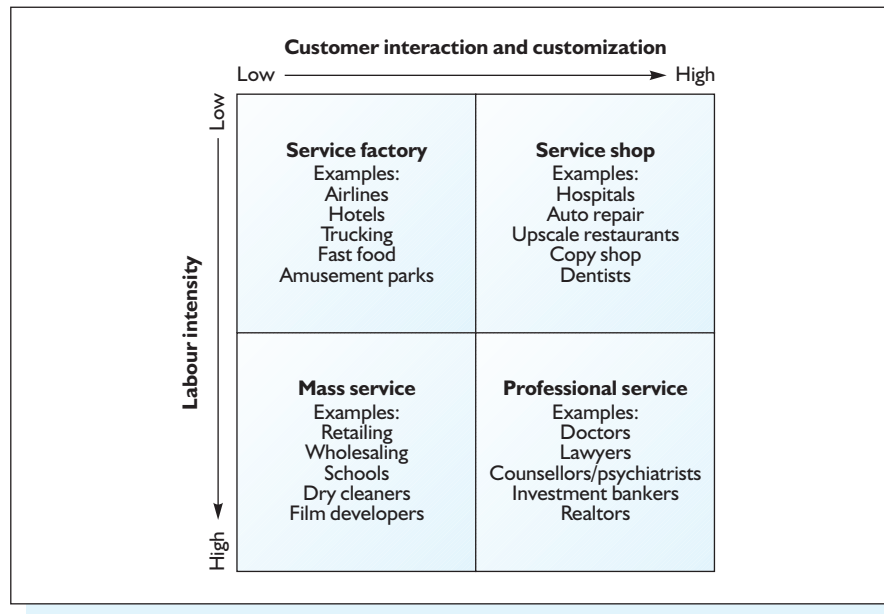 Customer interaction and customization
Low
High
Low
Labour intensity
High
Service factory
Examples:
Airlines
Hotels
Trucking
Fast food
Amusement parks
Service shop
Examples:
Hospitals
Auto repair
Upscale restaurants
Copy shop
Dentists
Mass service
Examples:
Retailing
Wholesaling
Schools
Dry cleaners
Film developers
Professional service
Examples:
Doctors
Lawyers
Counsellors/psychiatrists
Investment bankers
Realtors